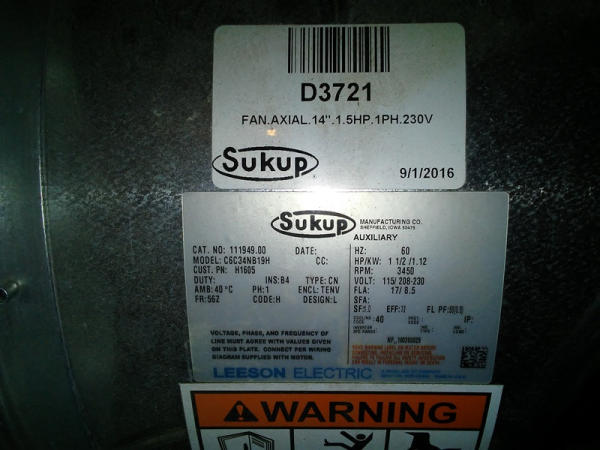 D3721
FAN.AXIAL.14".1.5HP.1PH.230V
Sukup
9/1/2016
Sukup MANUFACTURING CO.
SHEFFIELD, IOWA 50475
AUXILIARY
CAT. NO: 111949.00 DATE: HZ: 60
MODEL: C6C34NB19H CC: HP/KW: 1 1/2 /1.12
CUST. PN: H1605 RPM: 3450
DUTY: INS:B4 TYPE:CN VOLT: 115/ 208-230
AMB:40 °C PH:1 ENCL: TENV FLA: 17/ 8.5
FR:56Z CODE:H DESIGN:L SFA:
SF: EFF: FL PF:
CODE: 4G IP:
VOLTAGE, PHASE, AND FREQUENCY OF
LINE MUST AGREE WITH VALUES GIVEN
ON THIS PLATE. CONNECT PER WIRING
DIAGRAM SUPPLIED WITH MOTOR.
LEESON ELECTRIC
WARNING